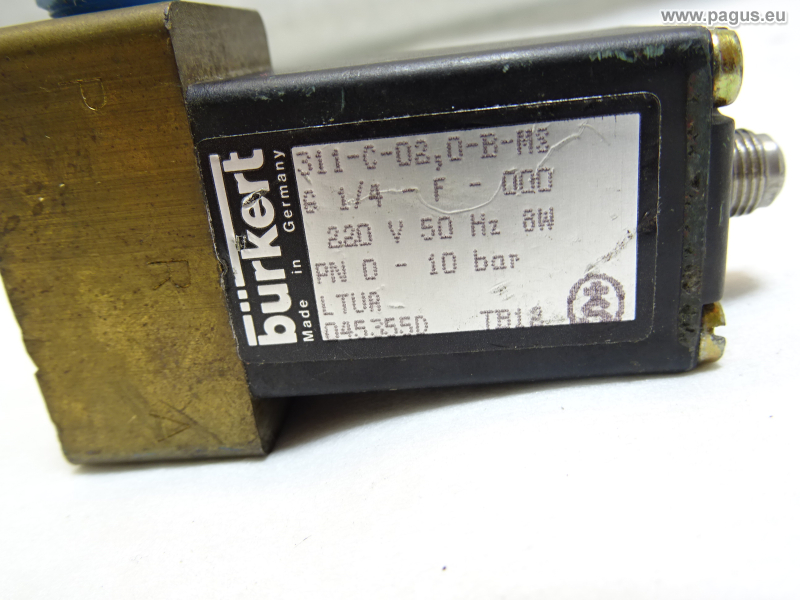 www.pagus.eu
bürkert
Made in Germany
311-C-02,0-B-MS
G 1/4 - F - 000
220 V 50 Hz 8W
PN 0 - 10 bar
LTUA
045355D TB18